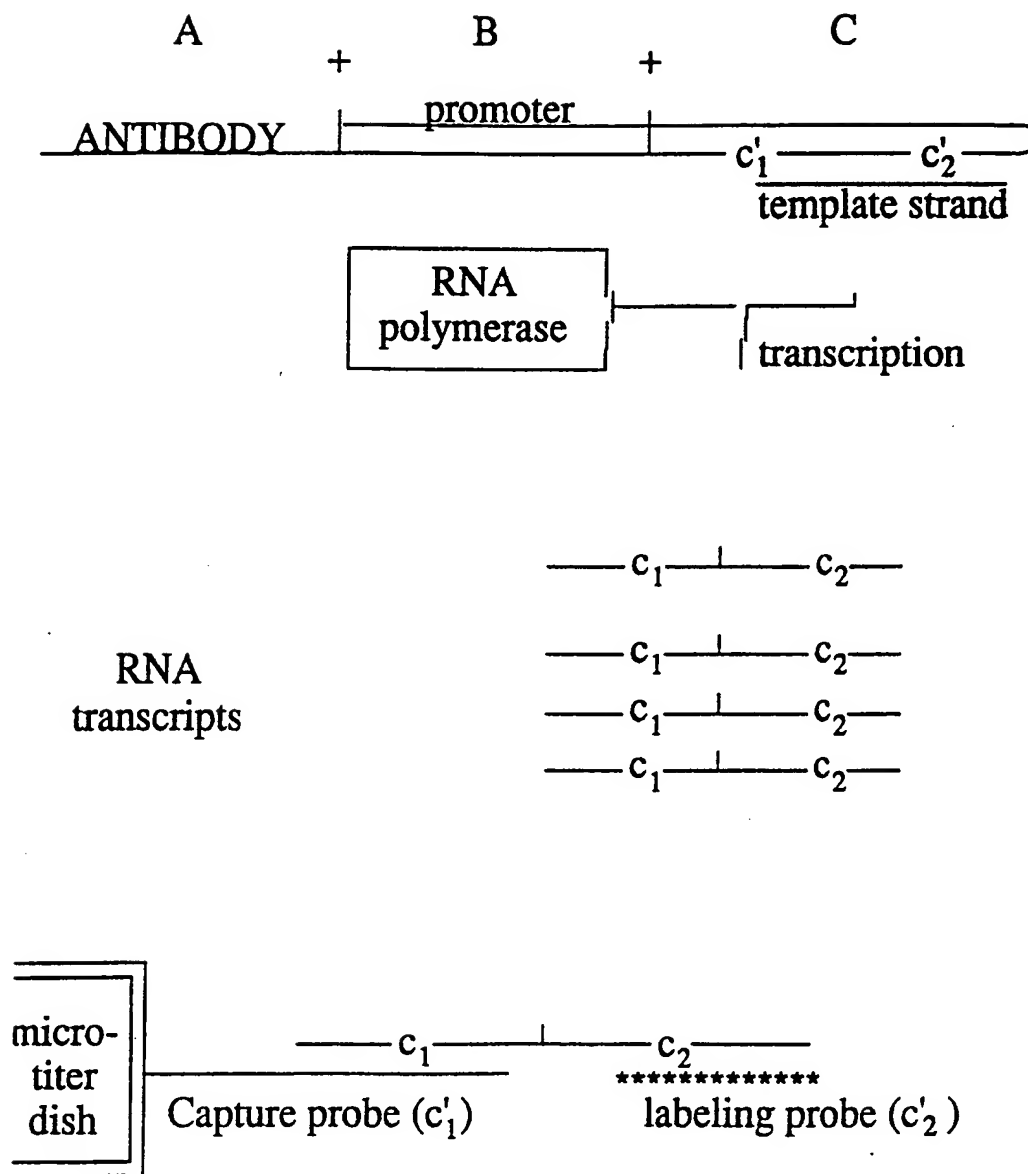 A B C
+ +
promoter
ANTIBODY
c'₁ c'₂
template strand
RNA
polymerase
transcription
c₁ c₂
c₁ c₂
RNA
transcripts
c₁ c₂
c₁ c₂
micro-
titer
dish
c₁ c₂
*************
Capture probe (c'₁) labeling probe (c'₂)